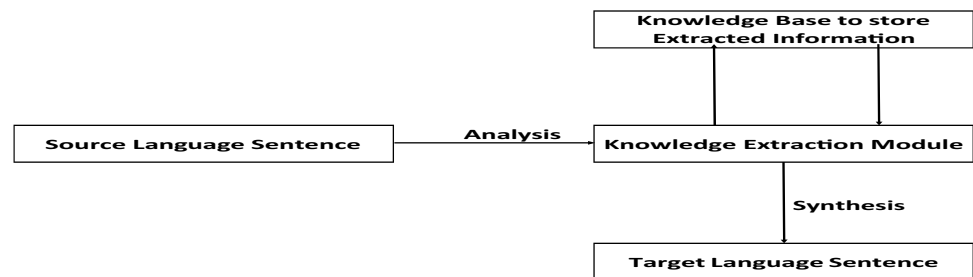 Knowledge Base to store
Extracted Information
Analysis
Source Language Sentence
Knowledge Extraction Module
Synthesis
Target Language Sentence